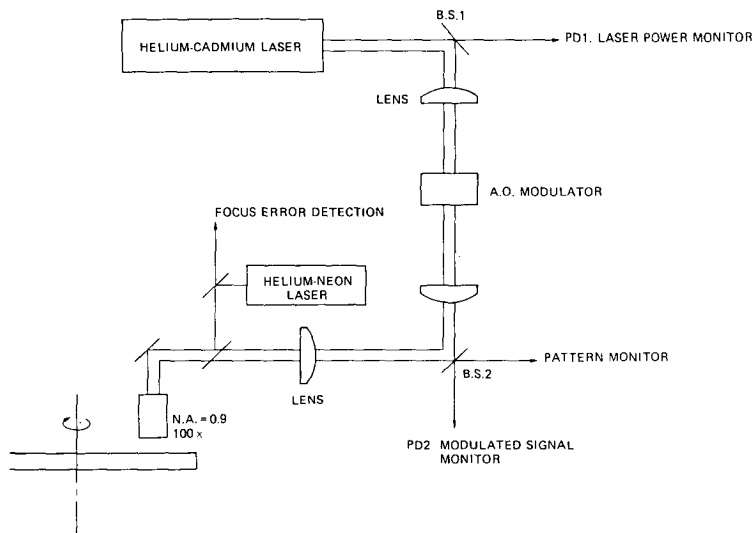 B.S.1
HELIUM-CADMIUM LASER
PD1. LASER POWER MONITOR
LENS
A.O. MODULATOR
FOCUS ERROR DETECTION
HELIUM-NEON
LASER
PATTERN MONITOR
B.S.2
LENS
N.A. = 0.9
100 x
PD2 MODULATED SIGNAL
MONITOR